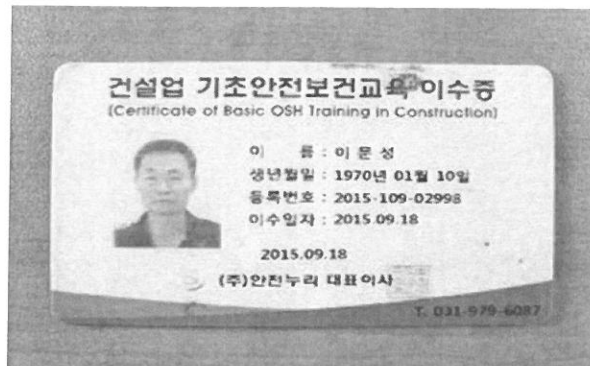 건설업 기초안전보건교육 이수증
(Certificate of Basic OSH Training in Construction)
이 름 : 이문성
생년월일 : 1970년 01월 10일
등록번호 : 2015-109-02998
이수일자 : 2015.09.18
2015.09.18
(주)안전누리 대표이사
T. 031-979-6087